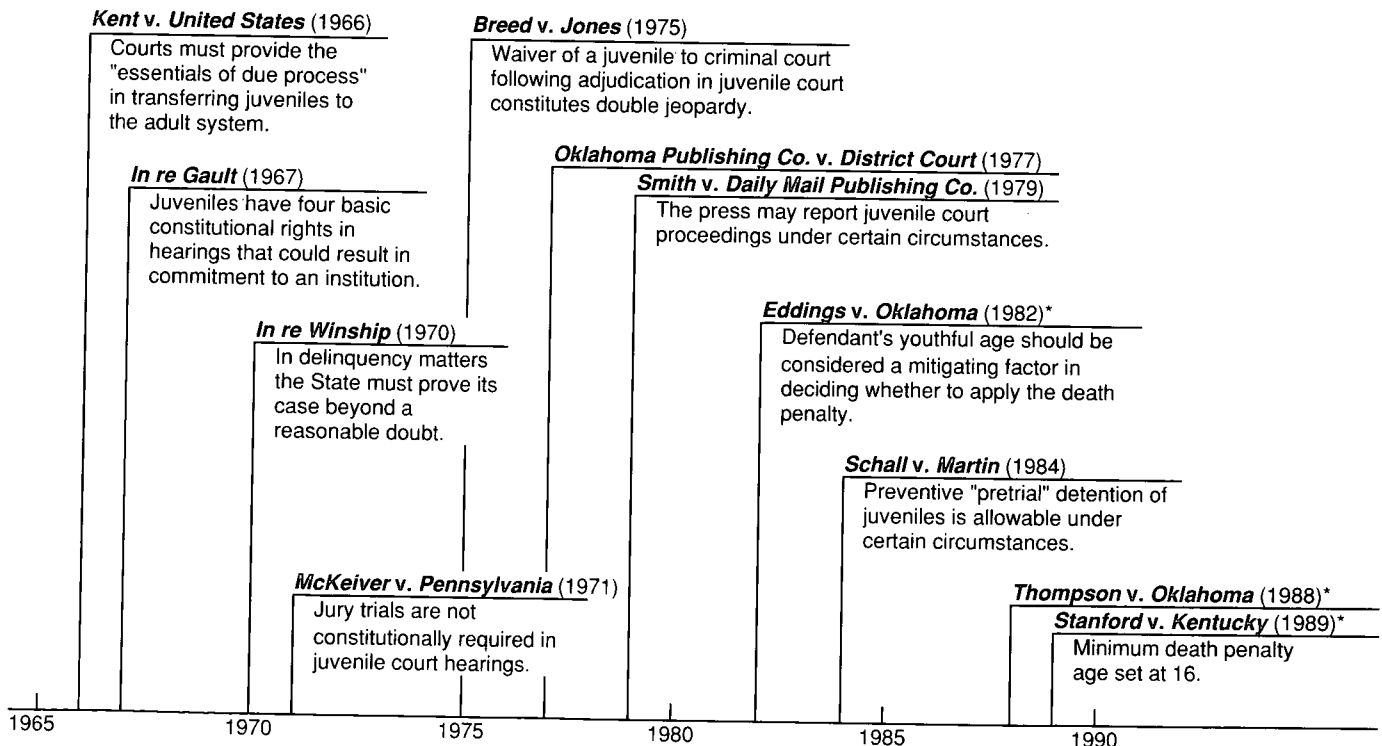 Kent v. United States (1966)
Courts must provide the
"essentials of due process"
in transferring juveniles to
the adult system.
In re Gault (1967)
Juveniles have four basic
constitutional rights in
hearings that could result in
commitment to an institution.
In re Winship (1970)
In delinquency matters
the State must prove its
case beyond a
reasonable doubt.
McKeiver v. Pennsylvania (1971)
Jury trials are not
constitutionally required in
juvenile court hearings.
Breed v. Jones (1975)
Waiver of a juvenile to criminal court
following adjudication in juvenile court
constitutes double jeopardy.
Oklahoma Publishing Co. v. District Court (1977)
Smith v. Daily Mail Publishing Co. (1979)
The press may report juvenile court
proceedings under certain circumstances.
Eddings v. Oklahoma (1982)*
Defendant's youthful age should be
considered a mitigating factor in
deciding whether to apply the death
penalty.
Schall v. Martin (1984)
Preventive "pretrial" detention of
juveniles is allowable under
certain circumstances.
Thompson v. Oklahoma (1988)*
Stanford v. Kentucky (1989)*
Minimum death penalty
age set at 16.
1965 1970 1975 1980 1985 1990